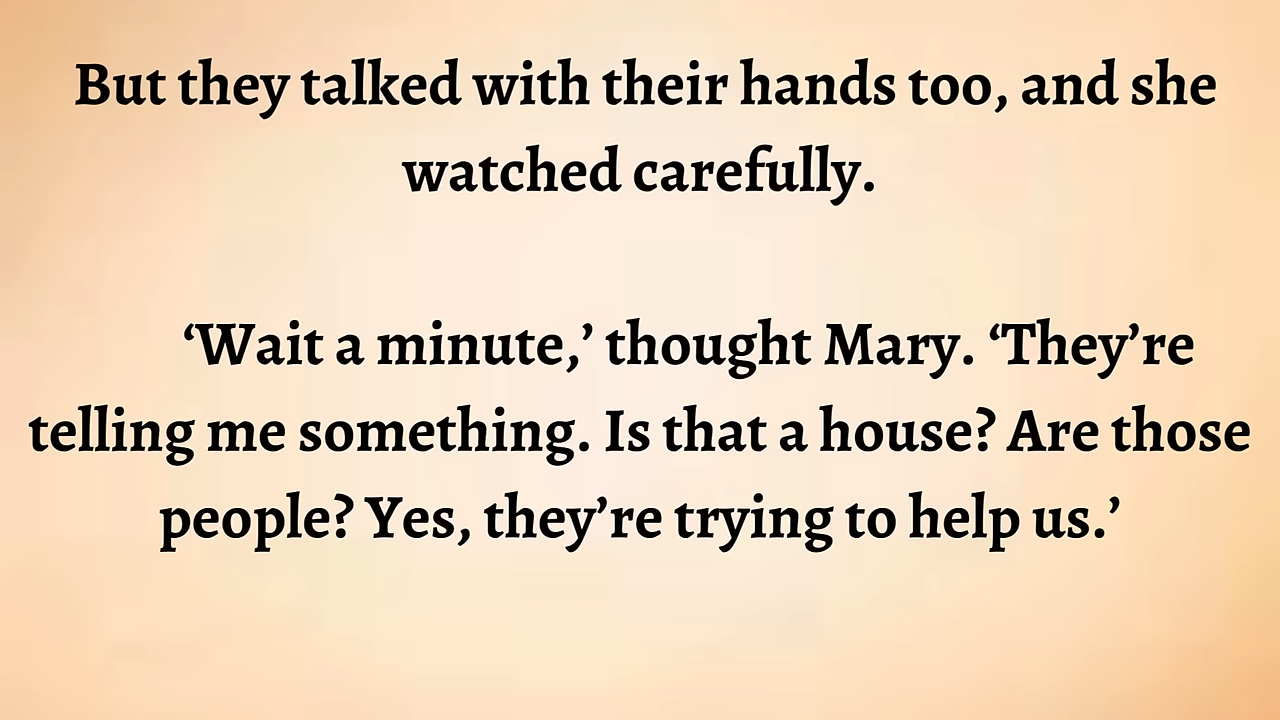 But they talked with their hands too, and she
watched carefully.
‘Wait a minute,’ thought Mary. ‘They’re
telling me something. Is that a house? Are those
people? Yes, they’re trying to help us.’